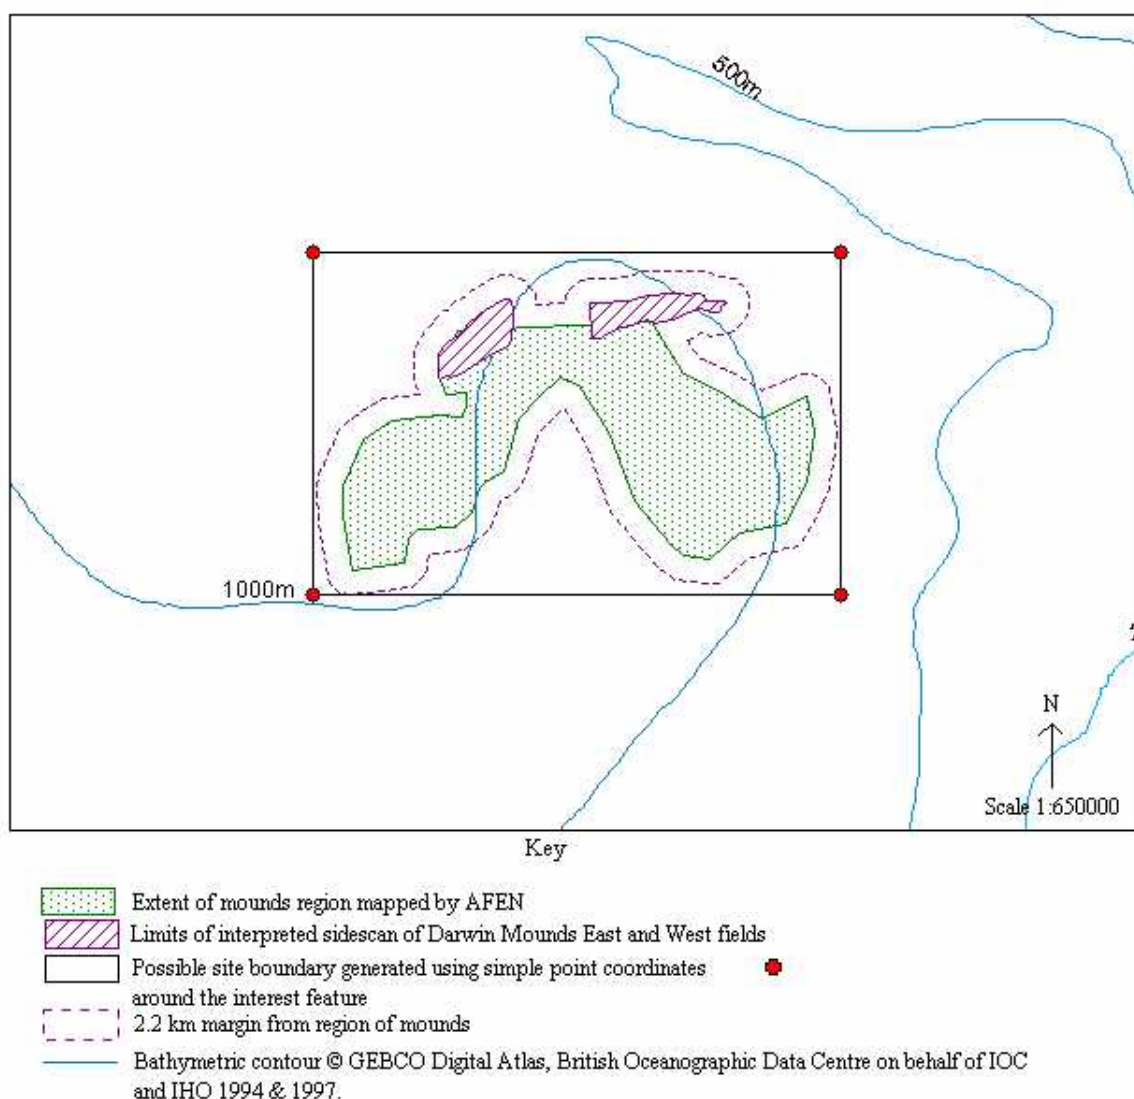 500m
1000m
N
Scale 1:650000
Key
Extent of mounds region mapped by AFEN
Limits of interpreted sidescan of Darwin Mounds East and West fields
Possible site boundary generated using simple point coordinates
around the interest feature
2.2 km margin from region of mounds
Bathymetric contour © GEBCO Digital Atlas, British Oceanographic Data Centre on behalf of IOC
and IHO 1994 & 1997.